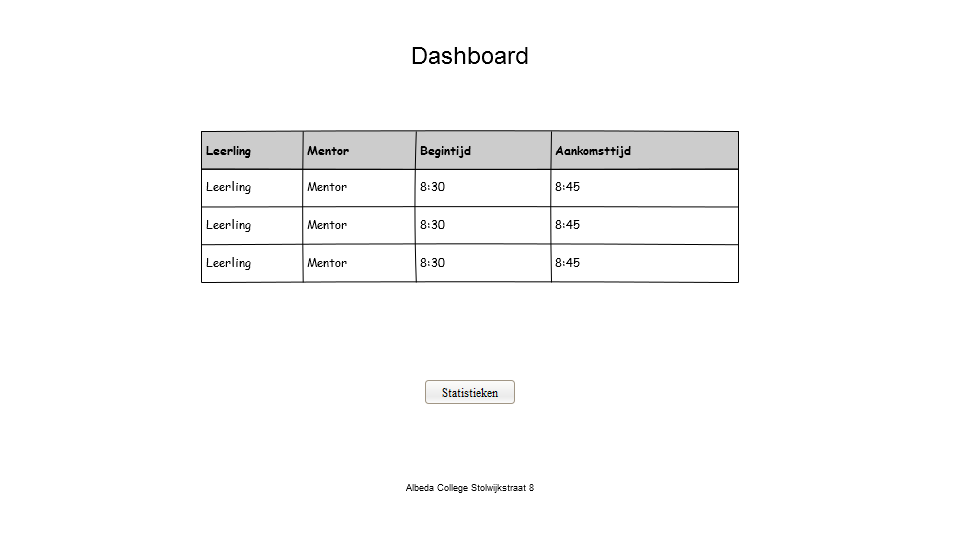 Dashboard
Leerling Mentor Begintijd Aankomsttijd
Leerling Mentor 8:30 8:45
Leerling Mentor 8:30 8:45
Leerling Mentor 8:30 8:45
Statistieken
Albeda College Stolwijkstraat 8